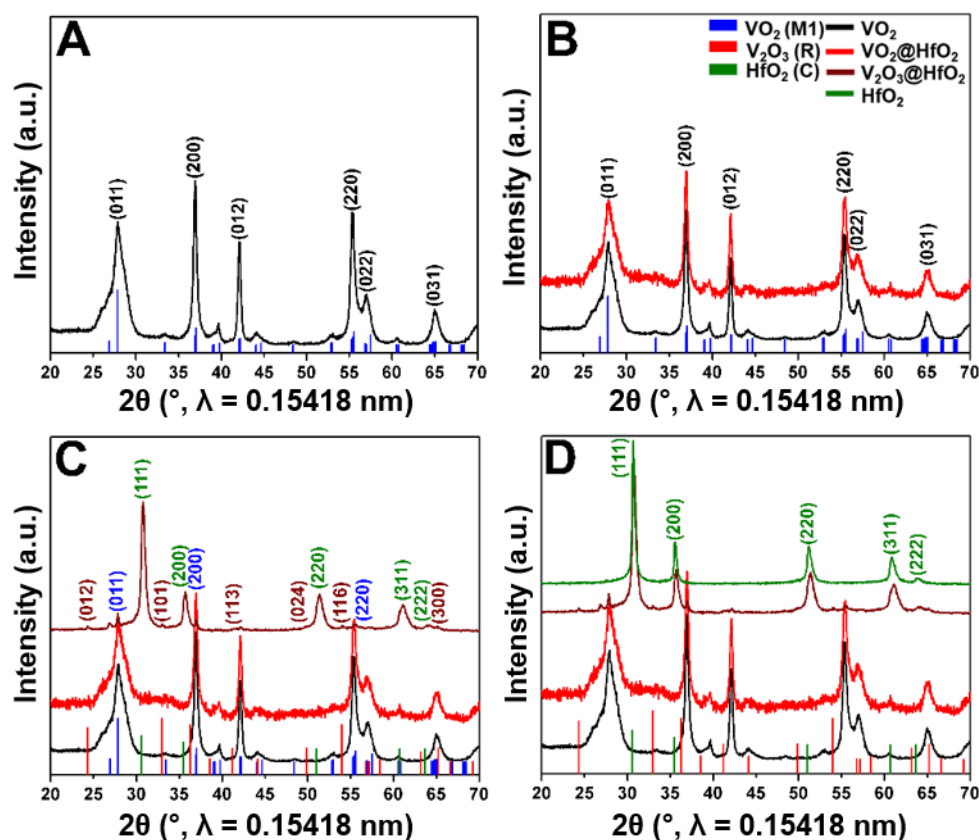 A
Intensity (a.u.)
(011)
(200)
(012)
(220)
(022)
(031)
20 25 30 35 40 45 50 55 60 65 70
2θ (°, λ = 0.15418 nm)
B
VO₂ (M1)
V₂O₃ (R)
HfO₂ (C)
VO₂
VO₂@HfO₂
V₂O₃@HfO₂
HfO₂
Intensity (a.u.)
(011)
(200)
(012)
(220)
(022)
(031)
20 25 30 35 40 45 50 55 60 65 70
2θ (°, λ = 0.15418 nm)
C
Intensity (a.u.)
(012)
(011)
(111)
(101)
(200)
(200)
(113)
(024)
(220)
(116)
(220)
(311)
(222)
(300)
20 25 30 35 40 45 50 55 60 65 70
2θ (°, λ = 0.15418 nm)
D
Intensity (a.u.)
(111)
(200)
(220)
(311)
(222)
20 25 30 35 40 45 50 55 60 65 70
2θ (°, λ = 0.15418 nm)